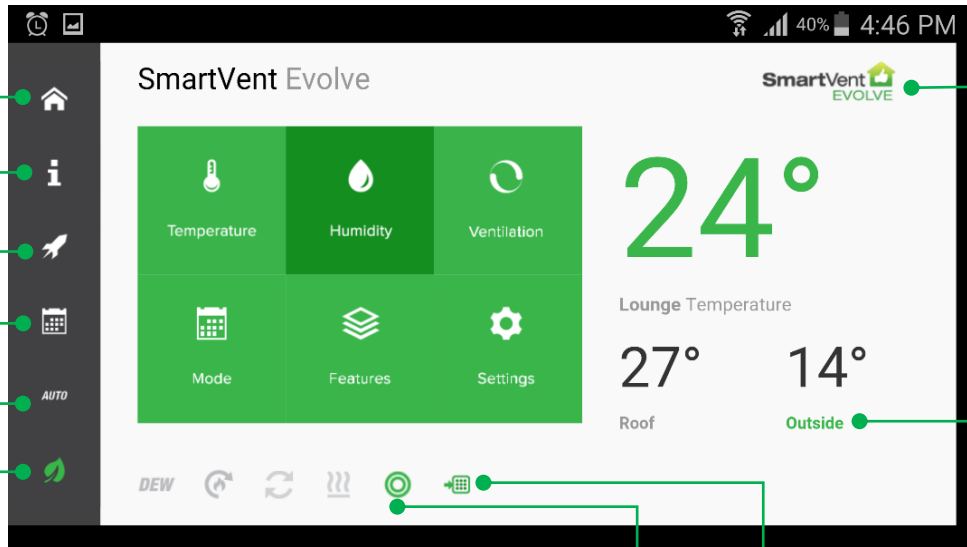 40% 4:46 PM
SmartVent Evolve
SmartVent
EVOLVE
Temperature
Humidity
Ventilation
24°
Lounge Temperature
Mode
Features
Settings
27°
14°
Roof
Outside
AUTO
DEW